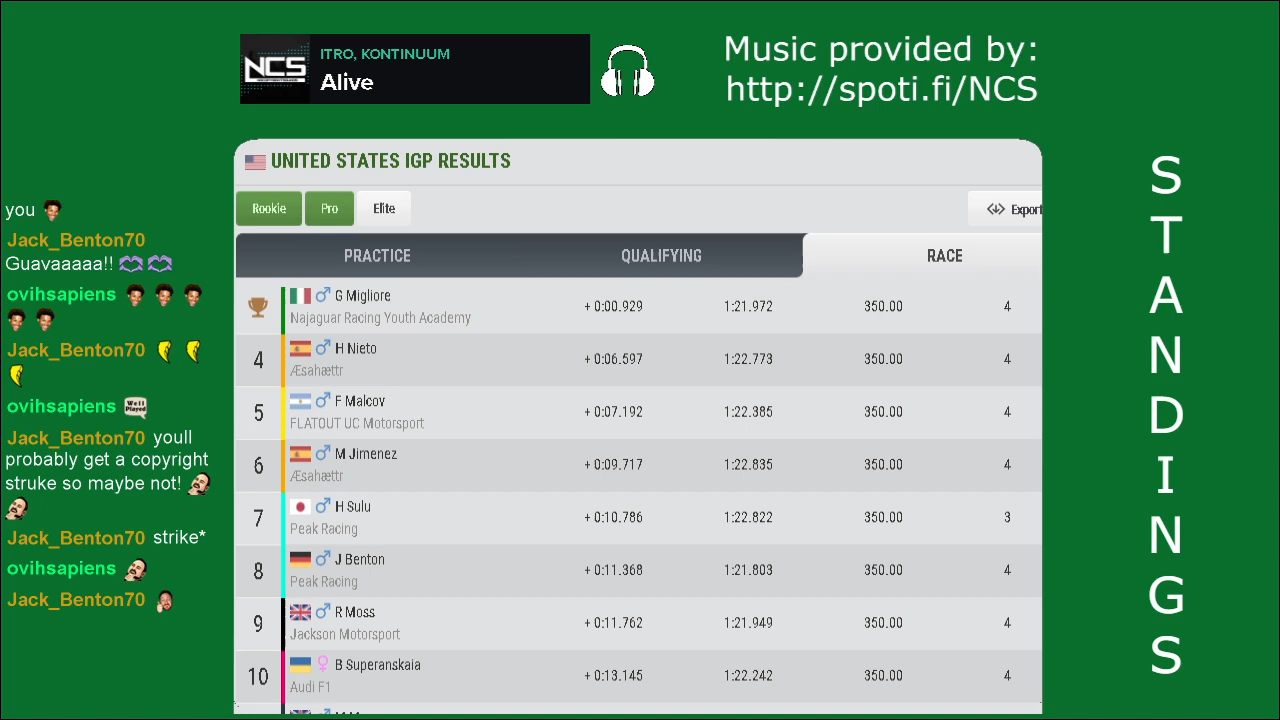 ITRO, KONTINUUM
NCS
Alive
Music provided by:
http://spoti.fi/NCS
UNITED STATES IGP RESULTS
Rookie Pro Elite Export
PRACTICE QUALIFYING RACE
G Migliore + 0:00.929 1:21.972 350.00 4
Najaguar Racing Youth Academy
4 H Nieto + 0:06.597 1:22.773 350.00 4
Æsahættr
5 F Malcov + 0:07.192 1:22.385 350.00 4
FLATOUT UC Motorsport
6 M Jimenez + 0:09.717 1:22.835 350.00 4
Æsahættr
7 H Sulu + 0:10.786 1:22.822 350.00 3
Peak Racing
8 J Benton + 0:11.368 1:21.803 350.00 4
Peak Racing
9 R Moss + 0:11.762 1:21.949 350.00 4
Jackson Motorsport
10 B Superanskaia + 0:13.145 1:22.242 350.00 4
Audi F1
you
Jack_Benton70
Guavaaaaa!!
ovihsapiens
Jack_Benton70
ovihsapiens Well Played
Jack_Benton70 youll
probably get a copyright
struke so maybe not!
Jack_Benton70 strike*
ovihsapiens
Jack_Benton70
STANDINGS